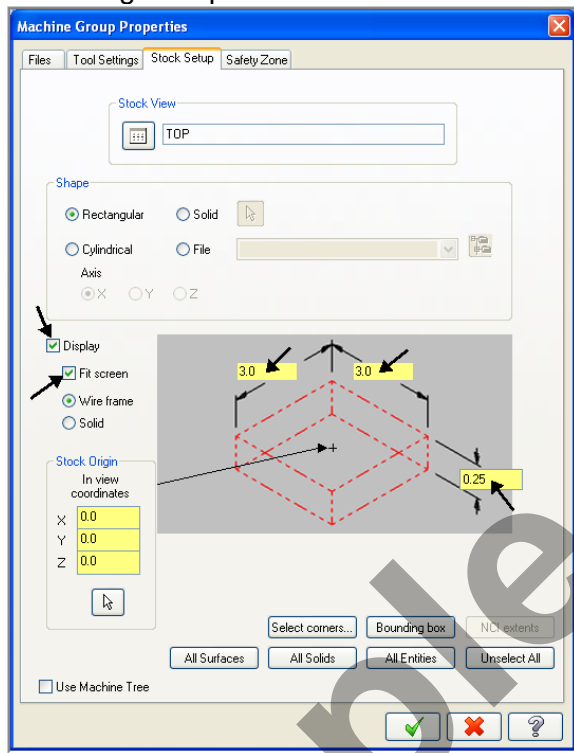 Machine Group Properties
Files Tool Settings Stock Setup Safety Zone
Stock View
TOP
Shape
Rectangular Solid
Cylindrical File
Axis
X Y Z
Display
Fit screen
Wire frame
Solid
3.0 3.0
0.25
Stock Origin
In view
coordinates
X 0.0
Y 0.0
Z 0.0
Select corners... Bounding box NCI extents
All Surfaces All Solids All Entities Unselect All
Use Machine Tree